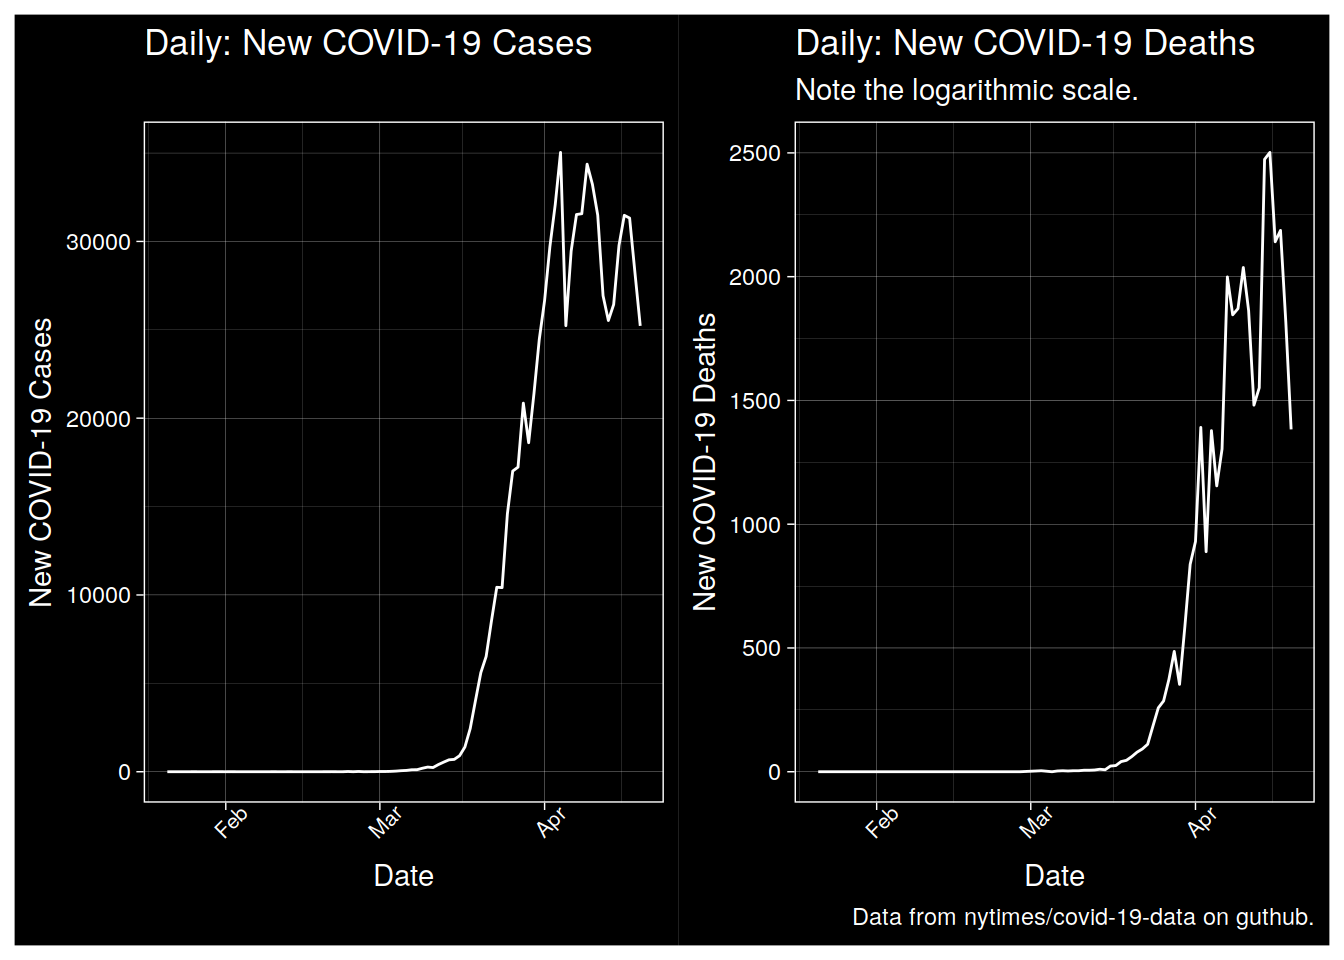 Daily: New COVID-19 Cases
New COVID-19 Cases
30000
20000
10000
0
Feb
Mar
Apr
Date
Daily: New COVID-19 Deaths
Note the logarithmic scale.
New COVID-19 Deaths
2500
2000
1500
1000
500
0
Feb
Mar
Apr
Date
Data from nytimes/covid-19-data on guthub.